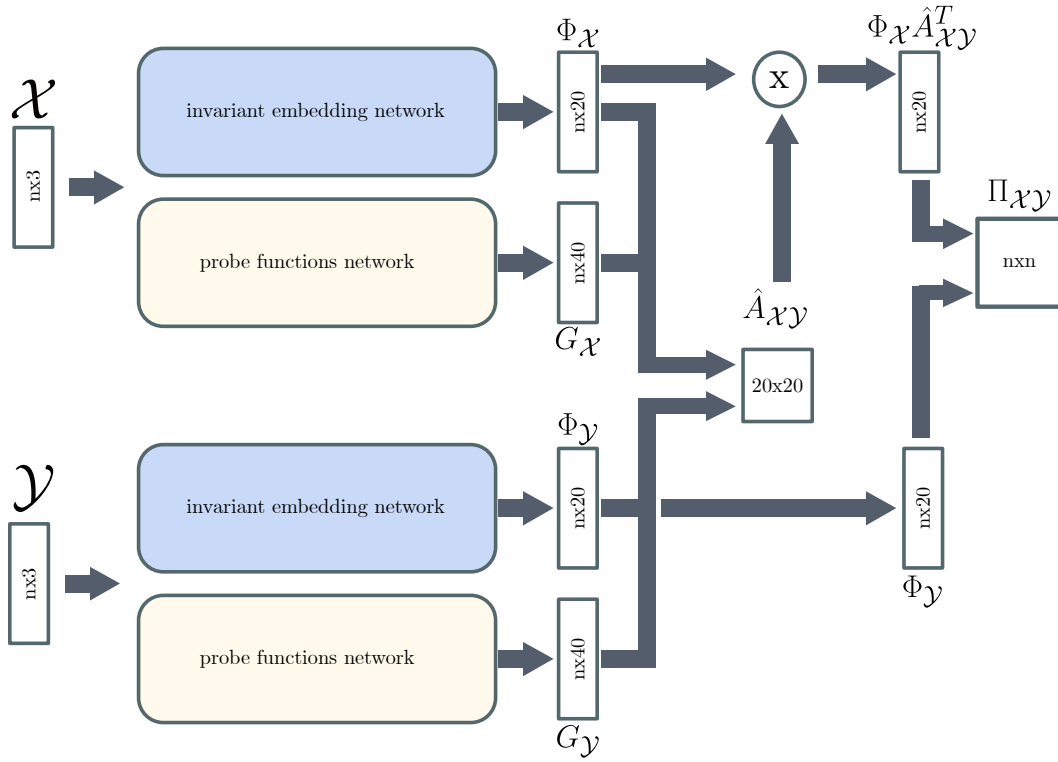 𝒳
nx3
invariant embedding network
Φ𝒳
nx20
x
Φ𝒳Â𝒳𝒴^T
nx20
probe functions network
nx40
G𝒳
Π𝒳𝒴
nxn
Â𝒳𝒴
20x20
𝒴
nx3
invariant embedding network
Φ𝒴
nx20
nx20
Φ𝒴
probe functions network
nx40
G𝒴